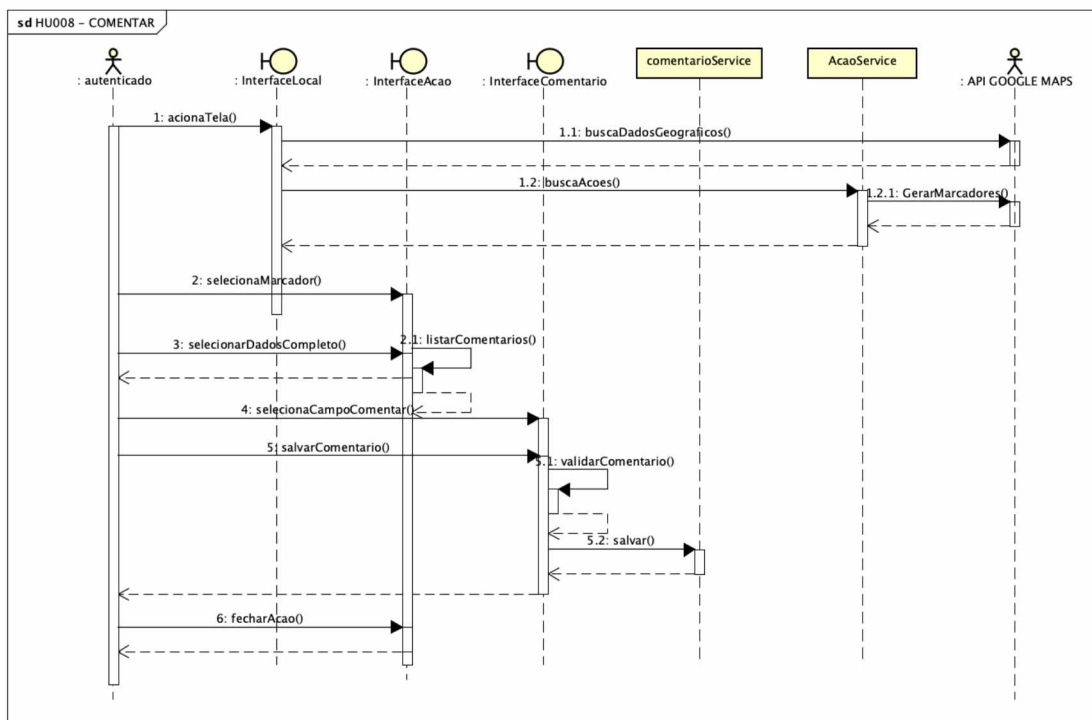 sd HU008 - COMENTAR
: autenticado
: InterfaceLocal
: InterfaceAcao
: InterfaceComentario
comentarioService
AcaoService
: API GOOGLE MAPS
1: acionaTela()
1.1: buscaDadosGeograficos()
1.2: buscaAcoes()
1.2.1: GerarMarcadores()
2: selecionaMarcador()
2.1: listarComentarios()
3: selecionarDadosCompleto()
4: selecionaCampoComentar()
5: salvarComentario()
5.1: validarComentario()
5.2: salvar()
6: fecharAcao()